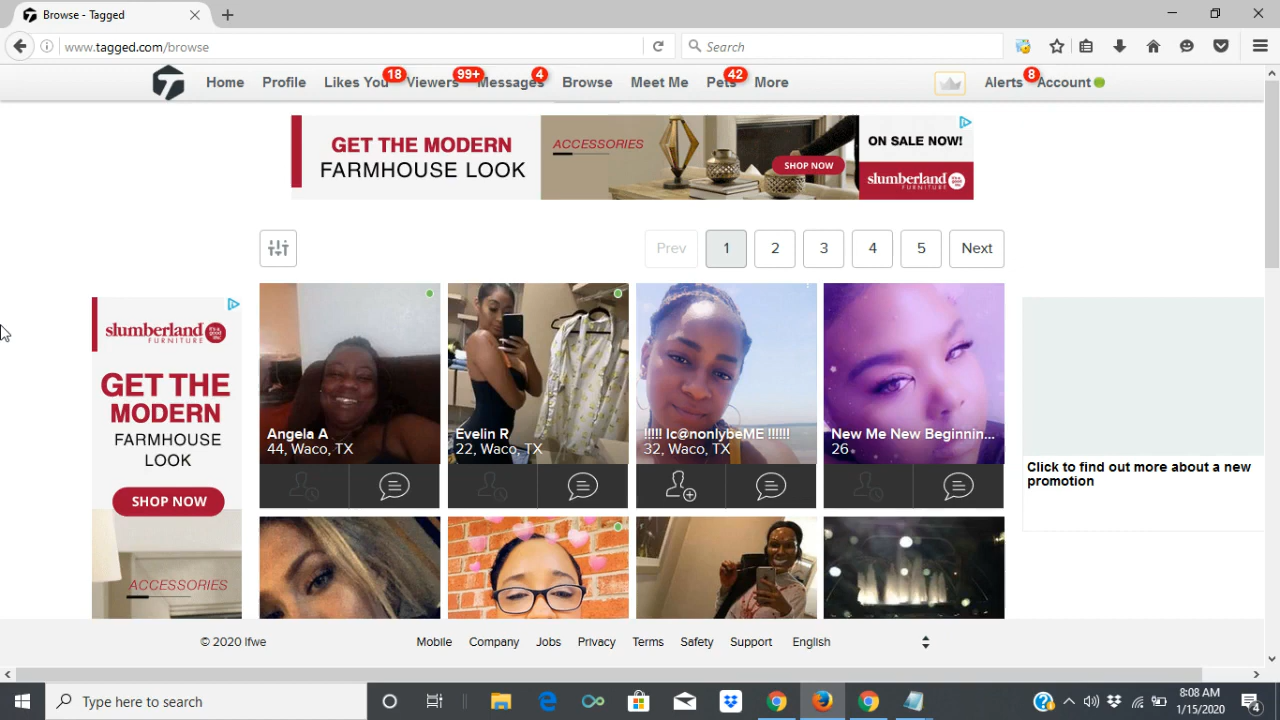 Browse - Tagged
www.tagged.com/browse
Search
Home Profile Likes You 18 Viewers 99+ Messages 4 Browse Meet Me Pets 42 More Alerts 8 Account
GET THE MODERN
FARMHOUSE LOOK
ACCESSORIES
SHOP NOW
ON SALE NOW!
slumberland
FURNITURE
Prev 1 2 3 4 5 Next
slumberland
FURNITURE
GET THE
MODERN
FARMHOUSE
LOOK
SHOP NOW
ACCESSORIES
Angela A
44, Waco, TX
Evelin R
22, Waco, TX
!!!!! Ic@nonlybeME !!!!!!
32, Waco, TX
New Me New Beginnin...
26
Click to find out more about a new
promotion
© 2020 Ifwe Mobile Company Jobs Privacy Terms Safety Support English
Type here to search
8:08 AM
1/15/2020
4